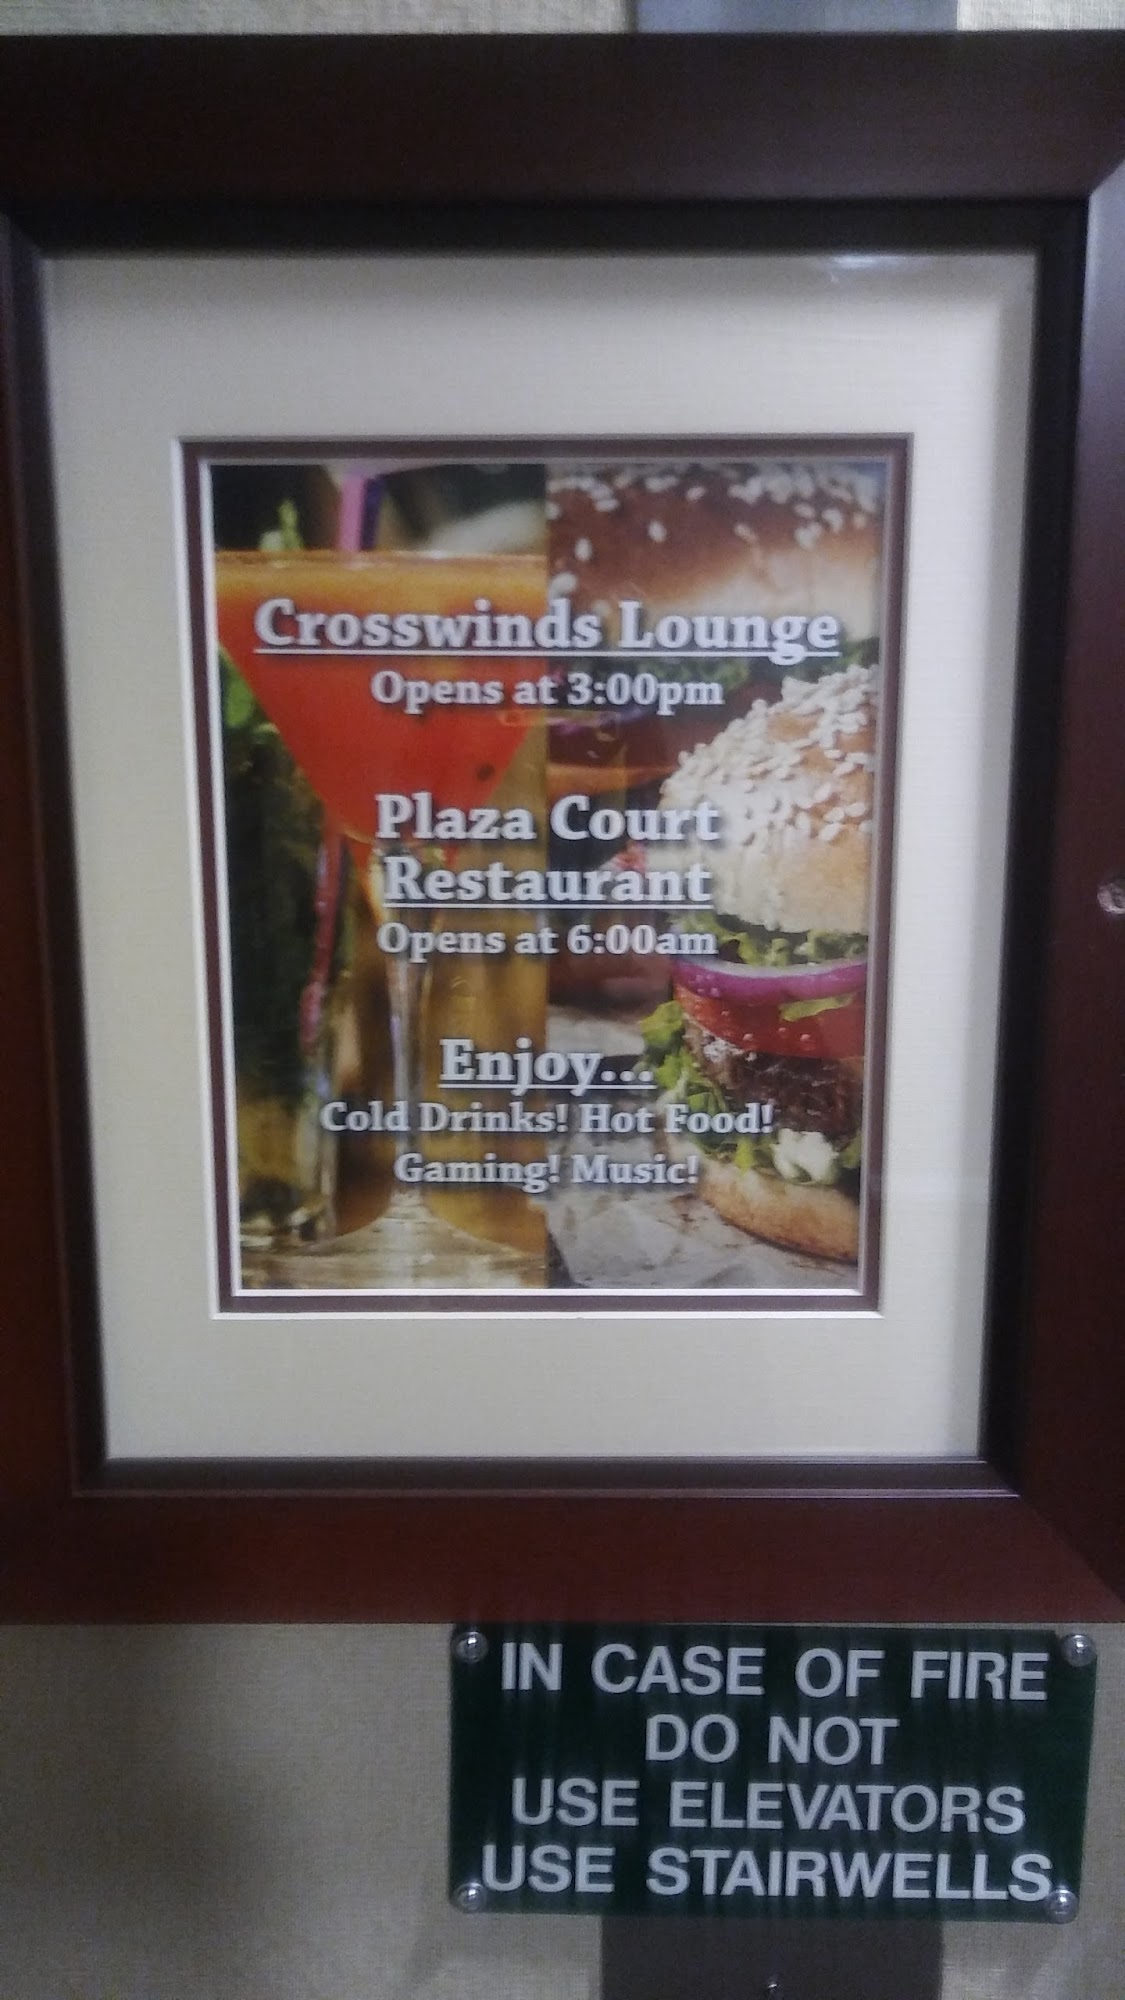 Crosswinds Lounge
Opens at 3:00pm
Plaza Court
Restaurant
Opens at 6:00am
Enjoy...
Cold Drinks! Hot Food!
Gaming! Music!
IN CASE OF FIRE
DO NOT
USE ELEVATORS
USE STAIRWELLS